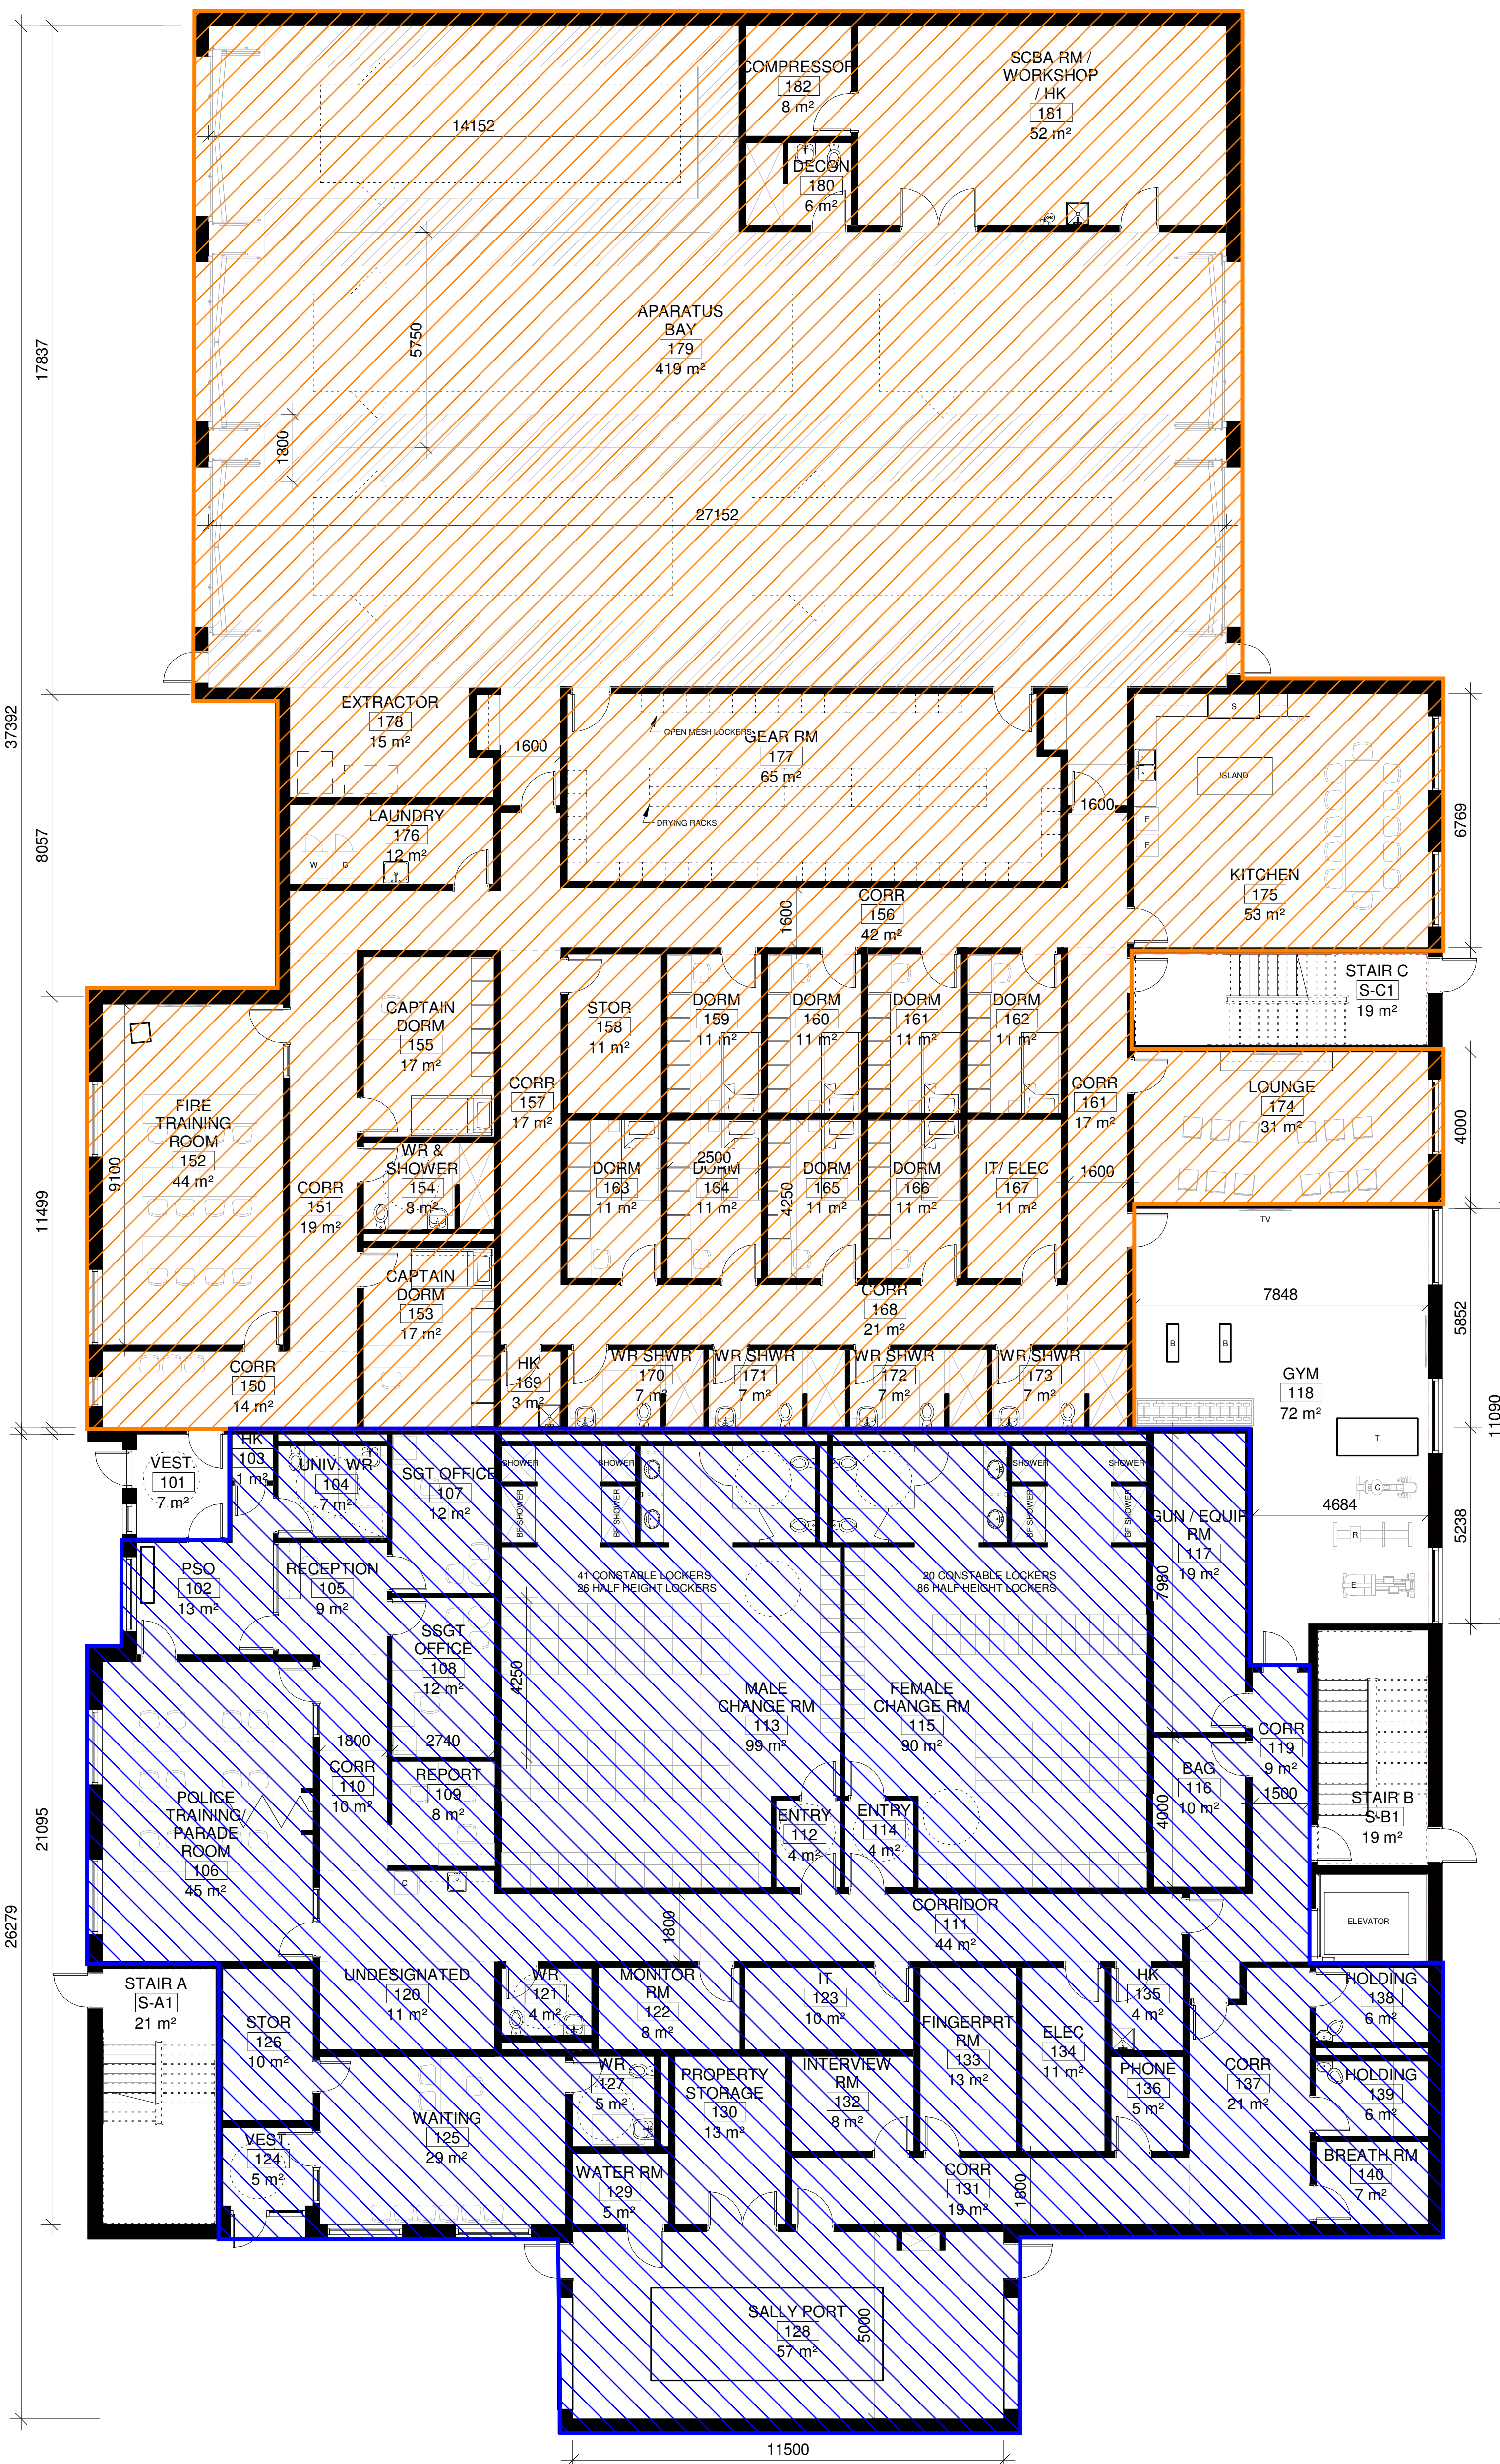 COMPRESSOR
182
8 m²
SCBA RM /
WORKSHOP
/ HK
181
52 m²
14152
DECON
180
6 m²
17837
5750
APARATUS
BAY
179
419 m²
1800
27152
37392
EXTRACTOR
178
15 m²
1600
OPEN MESH LOCKERS
GEAR RM
177
65 m²
DRYING RACKS
S
ISLAND
1600
F
F
6769
8057
LAUNDRY
176
12 m²
W
D
KITCHEN
175
53 m²
CORR
156
42 m²
1600
STAIR C
S-C1
19 m²
CAPTAIN
DORM
155
17 m²
STOR
158
11 m²
DORM
159
11 m²
DORM
160
11 m²
DORM
161
11 m²
DORM
162
11 m²
CORR
157
17 m²
CORR
161
17 m²
LOUNGE
174
31 m²
4000
FIRE
TRAINING
ROOM
152
44 m²
9100
11499
CORR
151
19 m²
WR &
SHOWER
154
8 m²
DORM
163
11 m²
2500
DORM
164
11 m²
4250
DORM
165
11 m²
DORM
166
11 m²
IT/ ELEC
167
11 m²
1600
TV
CAPTAIN
DORM
153
17 m²
CORR
168
21 m²
7848
5852
B
B
GYM
118
72 m²
CORR
150
14 m²
HK
169
3 m²
WR SHWR
170
7 m²
WR SHWR
171
7 m²
WR SHWR
172
7 m²
WR SHWR
173
7 m²
11090
T
C
4684
R
E
5238
VEST.
101
7 m²
HK
103
1 m²
UNIV. WR
104
7 m²
SGT OFFICE
107
12 m²
SHOWER
SHOWER
SHOWER
SHOWER
BF SHOWER
BF SHOWER
BF SHOWER
BF SHOWER
GUN / EQUIP
RM
117
19 m²
7980
PSO
102
13 m²
RECEPTION
105
9 m²
41 CONSTABLE LOCKERS
26 HALF HEIGHT LOCKERS
20 CONSTABLE LOCKERS
86 HALF HEIGHT LOCKERS
SSGT
OFFICE
108
12 m²
4250
MALE
CHANGE RM
113
99 m²
FEMALE
CHANGE RM
115
90 m²
1800
2740
CORR
110
10 m²
REPORT
109
8 m²
CORR
119
9 m²
BAG
116
10 m²
4000
1500
STAIR B
S-B1
19 m²
POLICE
TRAINING/
PARADE
ROOM
106
45 m²
ENTRY
112
4 m²
ENTRY
114
4 m²
21095
26279
C
CORRIDOR
111
44 m²
1800
ELEVATOR
STAIR A
S-A1
21 m²
UNDESIGNATED
120
11 m²
WR
121
4 m²
MONITOR
RM
122
8 m²
IT
123
10 m²
HK
135
4 m²
HOLDING
138
6 m²
STOR
126
10 m²
FINGERPRT
RM
133
13 m²
ELEC
134
11 m²
WR
127
5 m²
PROPERTY
STORAGE
130
13 m²
INTERVIEW
RM
132
8 m²
PHONE
136
5 m²
CORR
137
21 m²
HOLDING
139
6 m²
WAITING
125
29 m²
VEST.
124
5 m²
WATER RM
129
5 m²
CORR
131
19 m²
1800
BREATH RM
140
7 m²
SALLY PORT
128
57 m²
5000
11500